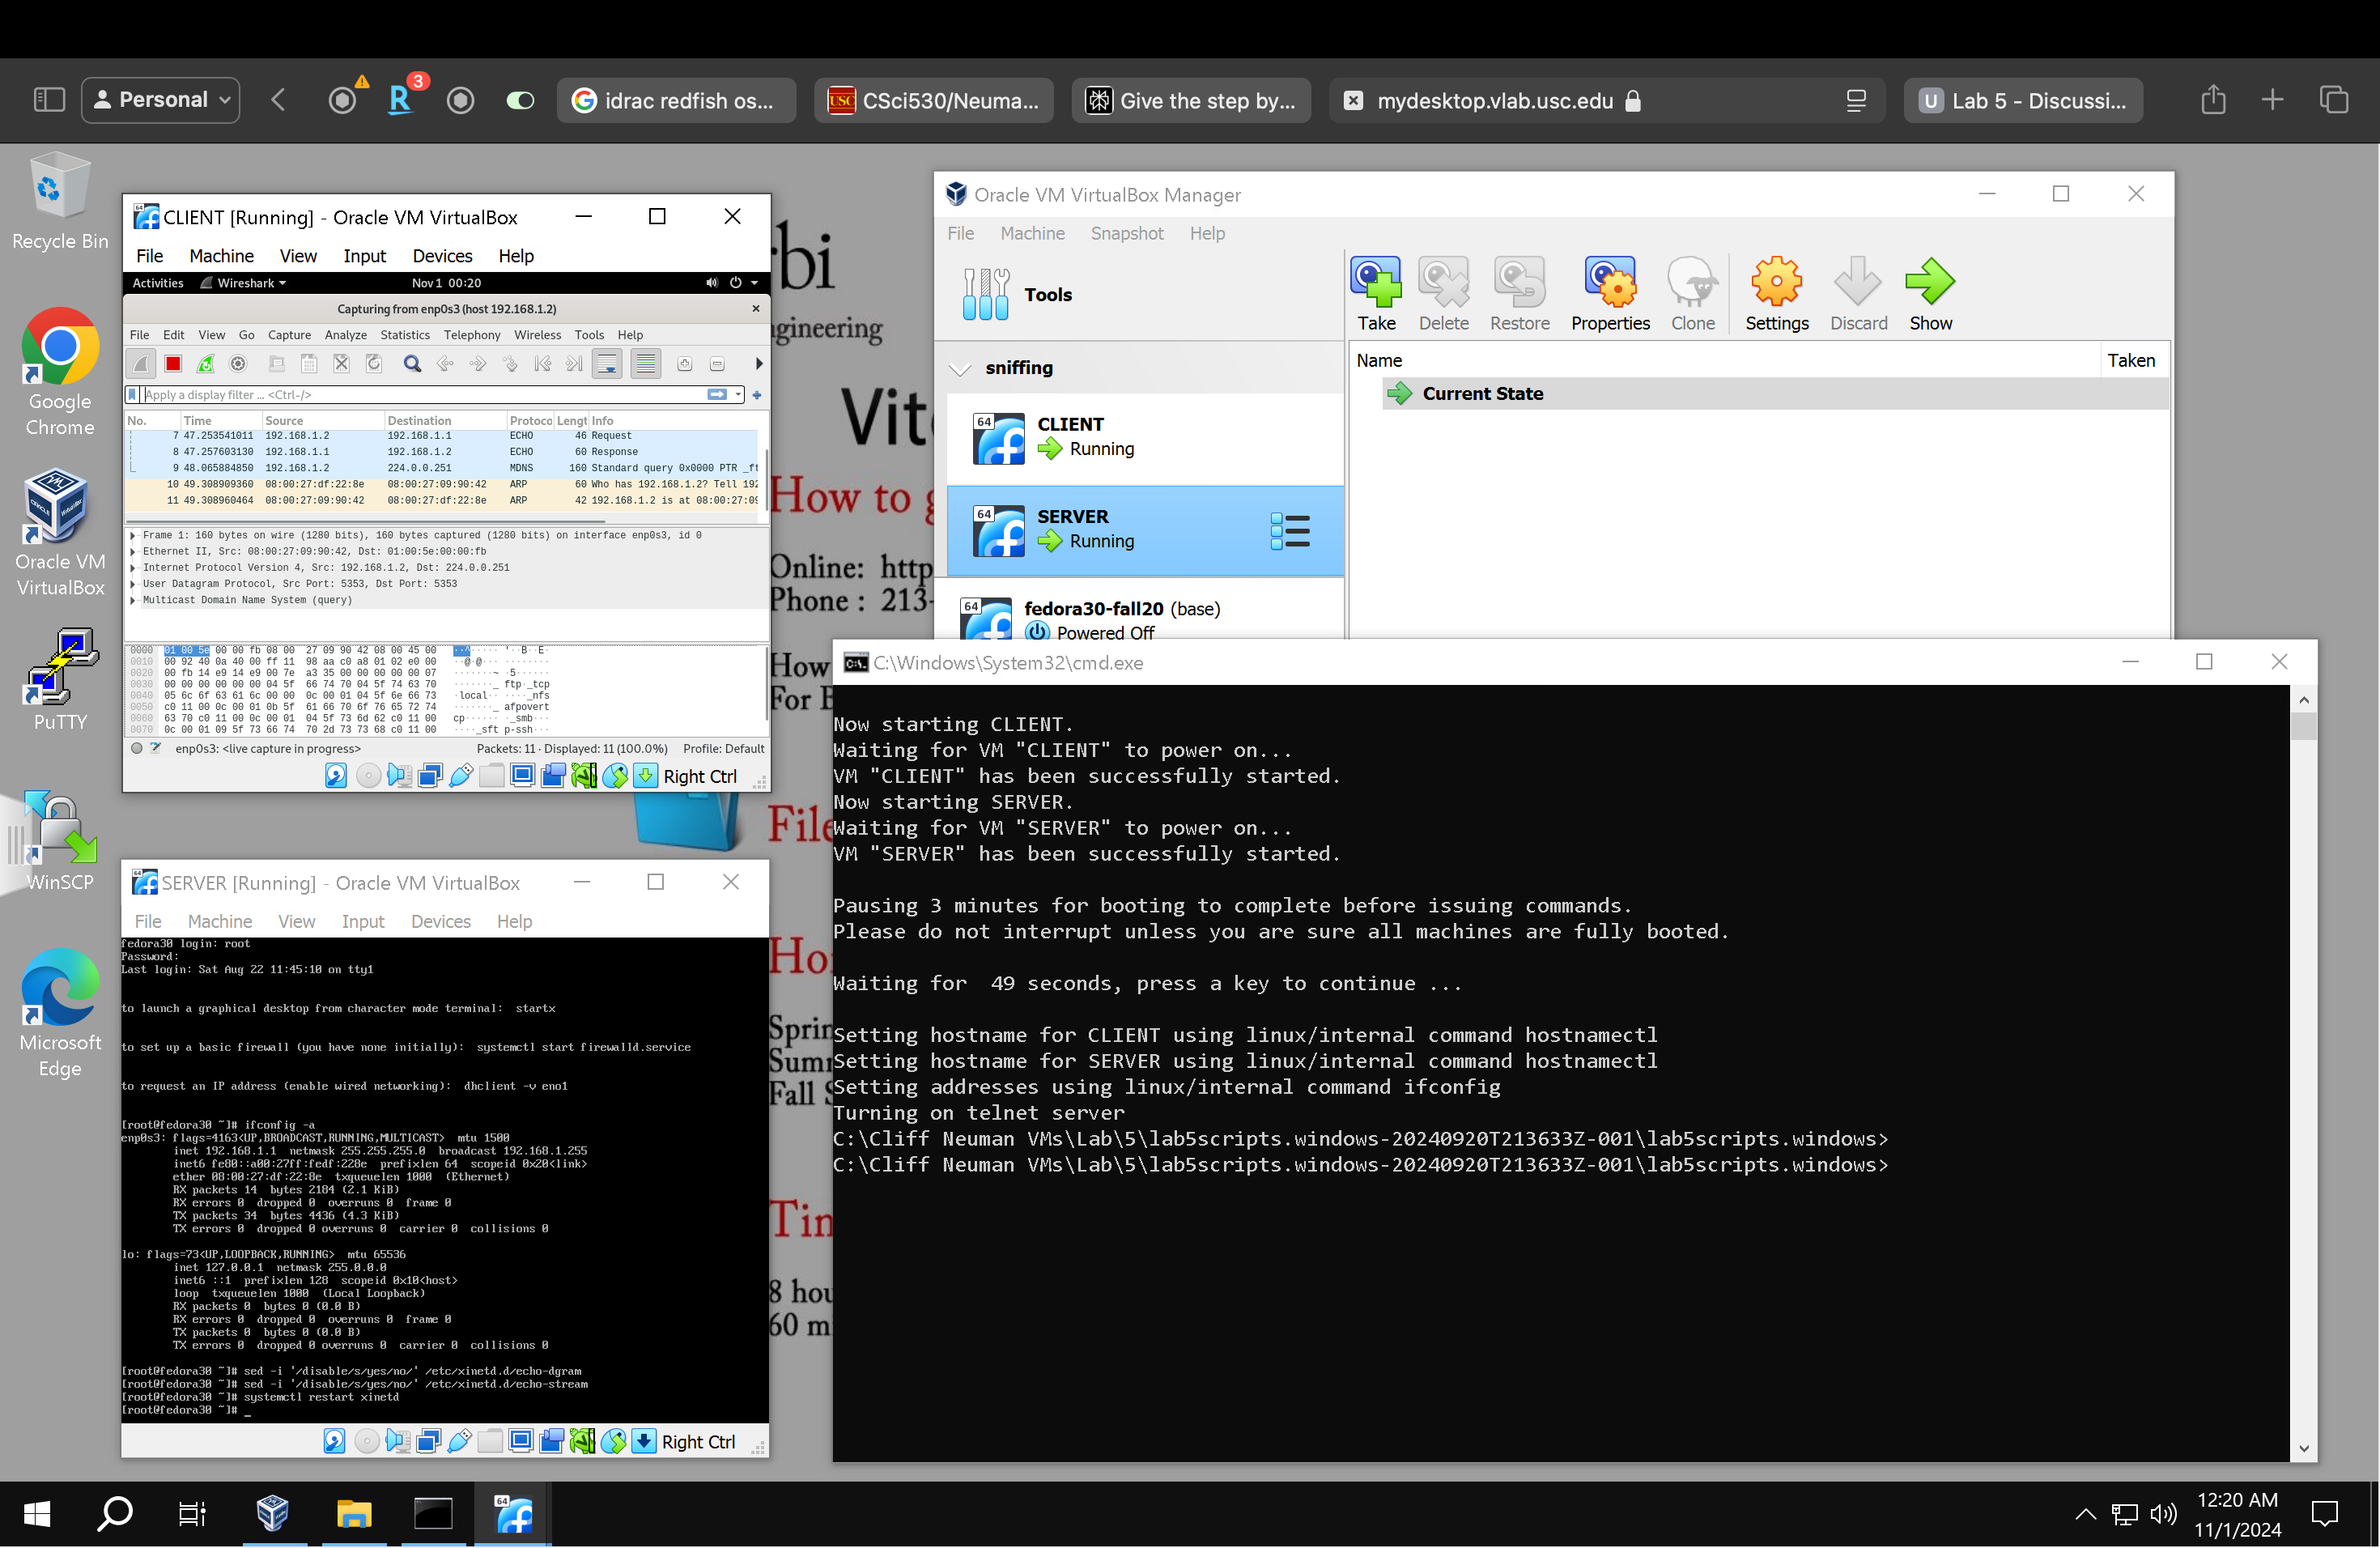 Personal
3
idrac redfish os...
CSci530/Neuma...
Give the step by...
mydesktop.vlab.usc.edu
Lab 5 - Discussi...
Recycle Bin
Google Chrome
Oracle VM VirtualBox
PuTTY
WinSCP
Microsoft Edge
CLIENT [Running] - Oracle VM VirtualBox
File Machine View Input Devices Help
Activities Wireshark Nov 1 00:20
Capturing from enp0s3 (host 192.168.1.2)
File Edit View Go Capture Analyze Statistics Telephony Wireless Tools Help
Apply a display filter ... <Ctrl-/>
No. Time Source Destination Protoco Lengt Info
7 47.253541011 192.168.1.2 192.168.1.1 ECHO 46 Request
8 47.257603130 192.168.1.1 192.168.1.2 ECHO 60 Response
9 48.065884850 192.168.1.2 224.0.0.251 MDNS 160 Standard query 0x0000 PTR _ft
10 49.308909360 08:00:27:df:22:8e 08:00:27:09:90:42 ARP 60 Who has 192.168.1.2? Tell 192
11 49.308960464 08:00:27:09:90:42 08:00:27:df:22:8e ARP 42 192.168.1.2 is at 08:00:27:09
Frame 1: 160 bytes on wire (1280 bits), 160 bytes captured (1280 bits) on interface enp0s3, id 0
Ethernet II, Src: 08:00:27:09:90:42, Dst: 01:00:5e:00:00:fb
Internet Protocol Version 4, Src: 192.168.1.2, Dst: 224.0.0.251
User Datagram Protocol, Src Port: 5353, Dst Port: 5353
Multicast Domain Name System (query)
0000 01 00 5e 00 00 fb 08 00 27 09 90 42 08 00 45 00 ··^····· '··B··E·
0010 00 92 40 0a 40 00 ff 11 98 aa c0 a8 01 02 e0 00 ··@·@··· ········
0020 00 fb 14 e9 14 e9 00 7e a3 35 00 00 00 00 00 07 ·······~ ·5······
0030 00 00 00 00 00 00 04 5f 66 74 70 04 5f 74 63 70 ·······_ ftp·_tcp
0040 05 6c 6f 63 61 6c 00 00 0c 00 01 04 5f 6e 66 73 ·local·· ····_nfs
0050 c0 11 00 0c 00 01 0b 5f 61 66 70 6f 76 65 72 74 ·······_ afpovert
0060 63 70 c0 11 00 0c 00 01 04 5f 73 6d 62 c0 11 00 cp······ ·_smb···
0070 0c 00 01 09 5f 73 66 74 70 2d 73 73 68 c0 11 00 ····_sft p-ssh···
enp0s3: <live capture in progress> Packets: 11 · Displayed: 11 (100.0%) Profile: Default
Right Ctrl
SERVER [Running] - Oracle VM VirtualBox
File Machine View Input Devices Help
fedora30 login: root
Password:
Last login: Sat Aug 22 11:45:10 on tty1
to launch a graphical desktop from character mode terminal: startx
to set up a basic firewall (you have none initially): systemctl start firewalld.service
to request an IP address (enable wired networking): dhclient -v eno1
[root@fedora30 ~]# ifconfig -a
enp0s3: flags=4163<UP,BROADCAST,RUNNING,MULTICAST> mtu 1500
inet 192.168.1.1 netmask 255.255.255.0 broadcast 192.168.1.255
inet6 fe80::a00:27ff:fedf:228e prefixlen 64 scopeid 0x20<link>
ether 08:00:27:df:22:8e txqueuelen 1000 (Ethernet)
RX packets 14 bytes 2184 (2.1 KiB)
RX errors 0 dropped 0 overruns 0 frame 0
TX packets 34 bytes 4436 (4.3 KiB)
TX errors 0 dropped 0 overruns 0 carrier 0 collisions 0
lo: flags=73<UP,LOOPBACK,RUNNING> mtu 65536
inet 127.0.0.1 netmask 255.0.0.0
inet6 ::1 prefixlen 128 scopeid 0x10<host>
loop txqueuelen 1000 (Local Loopback)
RX packets 0 bytes 0 (0.0 B)
RX errors 0 dropped 0 overruns 0 frame 0
TX packets 0 bytes 0 (0.0 B)
TX errors 0 dropped 0 overruns 0 carrier 0 collisions 0
[root@fedora30 ~]# sed -i '/disable/s/yes/no/' /etc/xinetd.d/echo-dgram
[root@fedora30 ~]# sed -i '/disable/s/yes/no/' /etc/xinetd.d/echo-stream
[root@fedora30 ~]# systemctl restart xinetd
[root@fedora30 ~]# _
Right Ctrl
rbi
ngineering
Vit
How to g
Online: http
Phone : 213-
How
For B
File
Ho
Sprin
Summ
Fall S
Tim
8 hou
60 m
Oracle VM VirtualBox Manager
File Machine Snapshot Help
Tools
Take Delete Restore Properties Clone Settings Discard Show
sniffing
Name Taken
Current State
64 CLIENT
Running
64 SERVER
Running
64 fedora30-fall20 (base)
Powered Off
C:\Windows\System32\cmd.exe
Now starting CLIENT.
Waiting for VM "CLIENT" to power on...
VM "CLIENT" has been successfully started.
Now starting SERVER.
Waiting for VM "SERVER" to power on...
VM "SERVER" has been successfully started.
Pausing 3 minutes for booting to complete before issuing commands.
Please do not interrupt unless you are sure all machines are fully booted.
Waiting for 49 seconds, press a key to continue ...
Setting hostname for CLIENT using linux/internal command hostnamectl
Setting hostname for SERVER using linux/internal command hostnamectl
Setting addresses using linux/internal command ifconfig
Turning on telnet server
C:\Cliff Neuman VMs\Lab\5\lab5scripts.windows-20240920T213633Z-001\lab5scripts.windows>
C:\Cliff Neuman VMs\Lab\5\lab5scripts.windows-20240920T213633Z-001\lab5scripts.windows>
12:20 AM
11/1/2024